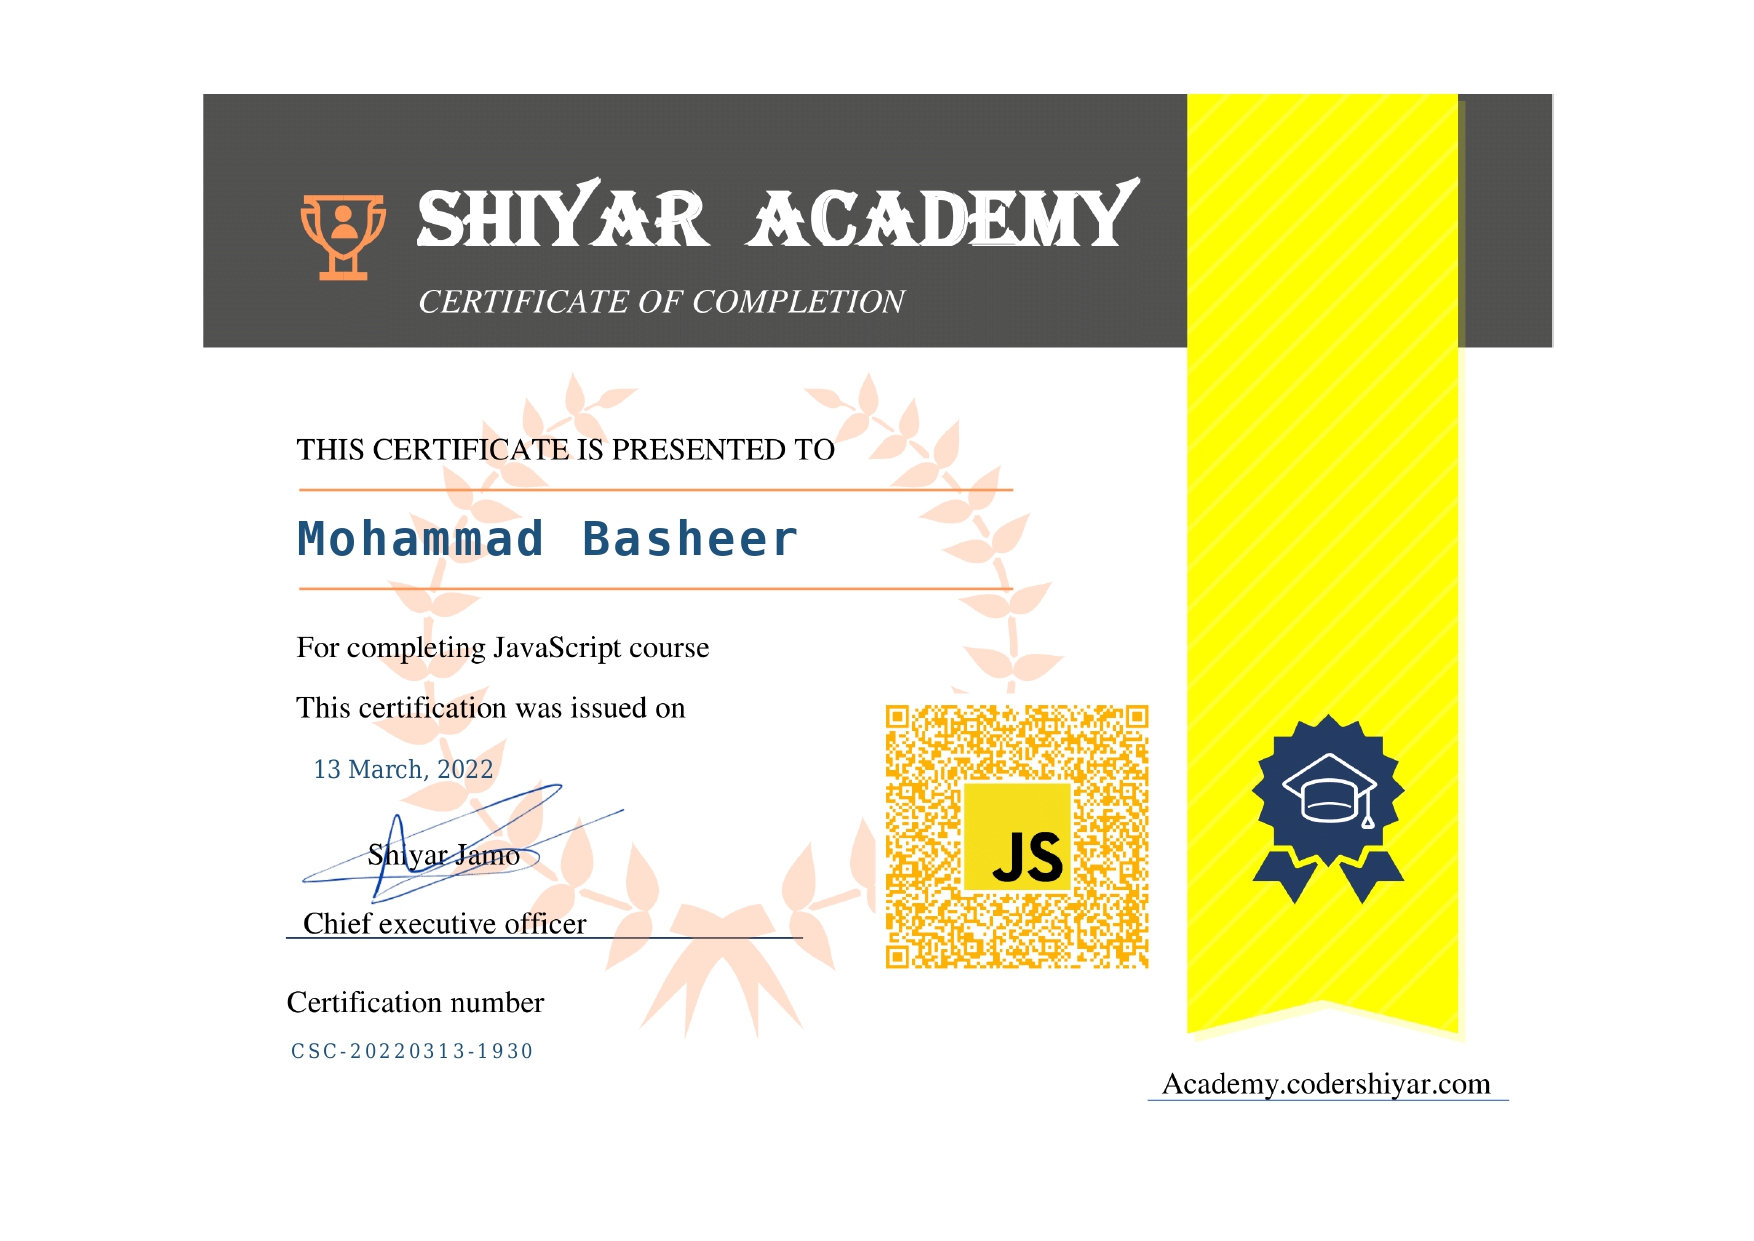 SHIYAR ACADEMY
CERTIFICATE OF COMPLETION
THIS CERTIFICATE IS PRESENTED TO
Mohammad Basheer
For completing JavaScript course
This certification was issued on
13 March, 2022
Shiyar Jamo
Chief executive officer
JS
Certification number
CSC-20220313-1930
Academy.codershiyar.com